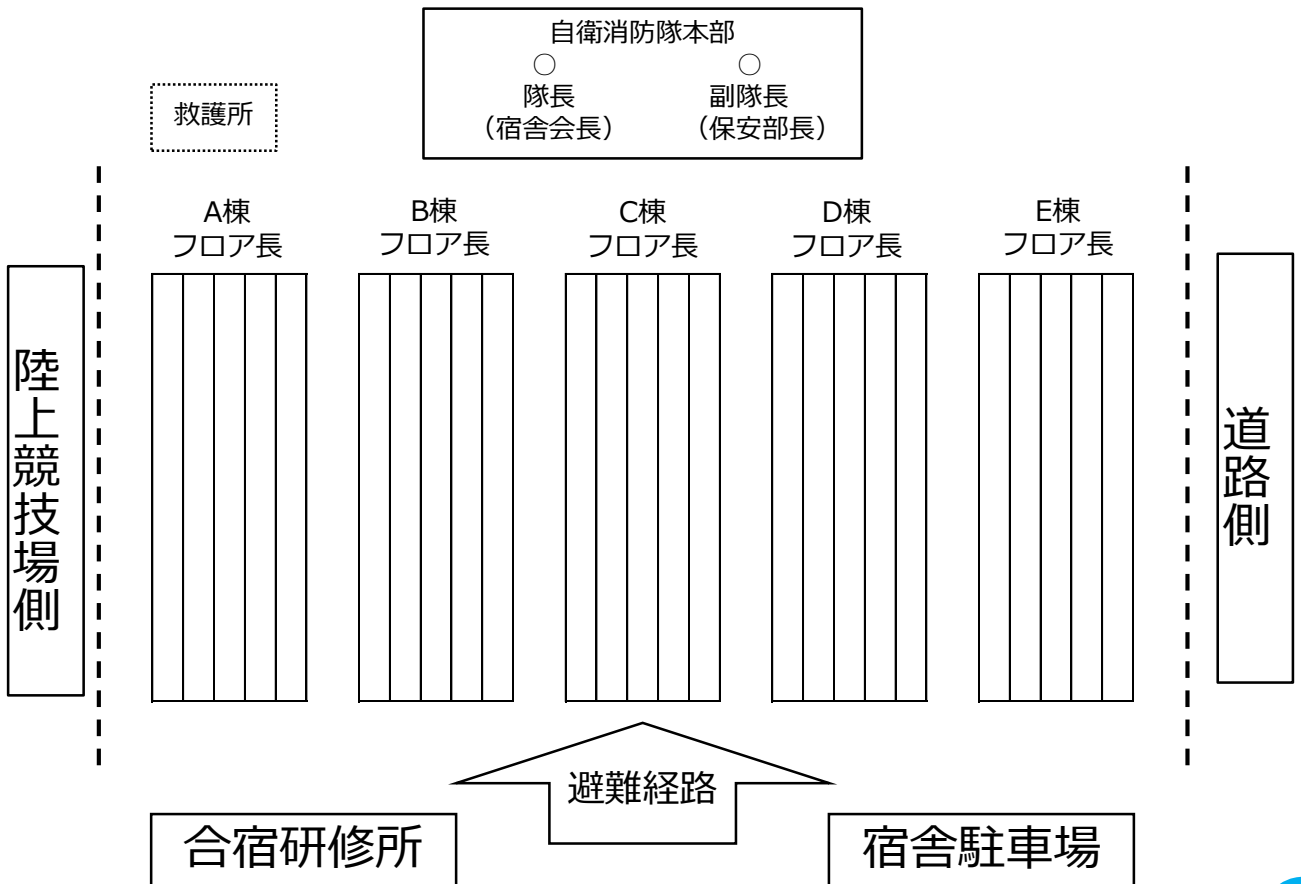 自衛消防隊本部
○ ○
隊長 副隊長
（宿舎会長） （保安部長）
救護所
A棟
フロア長
B棟
フロア長
C棟
フロア長
D棟
フロア長
E棟
フロア長
陸上競技場側
道路側
避難経路
合宿研修所
宿舎駐車場